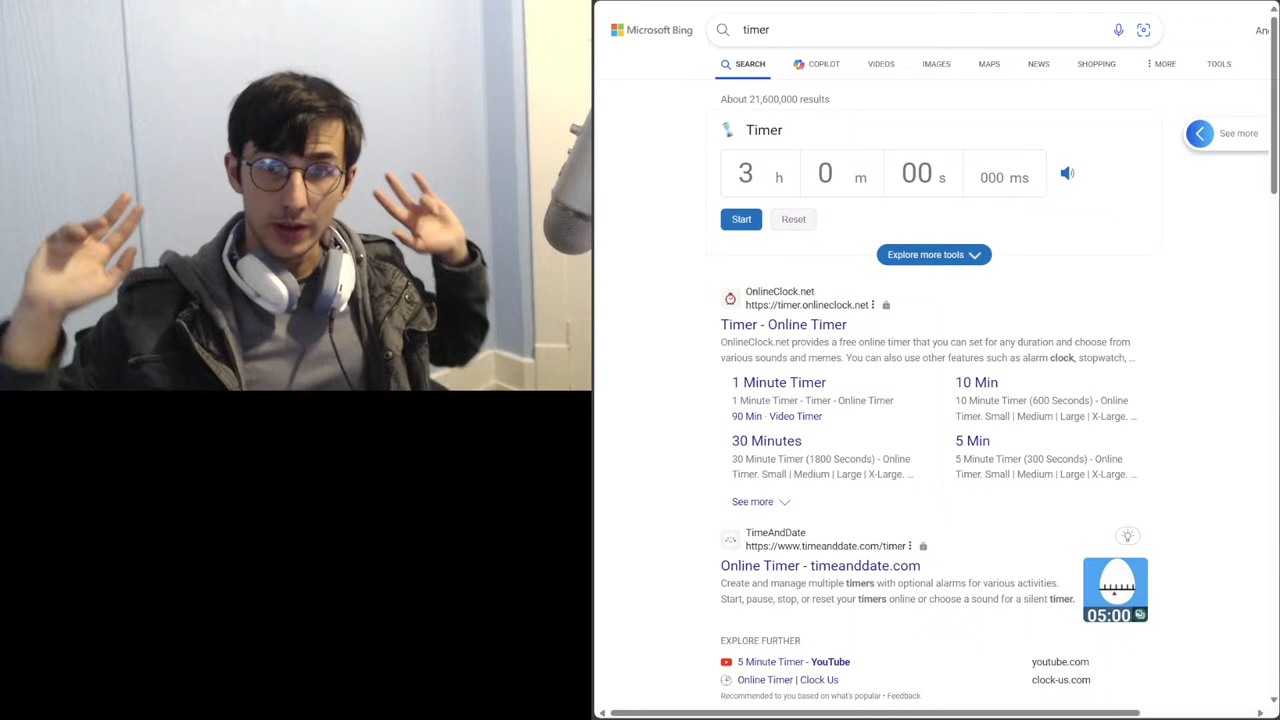 Microsoft Bing
timer
An
SEARCH
COPILOT
VIDEOS
IMAGES
MAPS
NEWS
SHOPPING
MORE
TOOLS
About 21,600,000 results
Timer
3 h 0 m 00 s 000 ms
Start
Reset
See more
Explore more tools
OnlineClock.net
https://timer.onlineclock.net
Timer - Online Timer
OnlineClock.net provides a free online timer that you can set for any duration and choose from
various sounds and memes. You can also use other features such as alarm clock, stopwatch, ...
1 Minute Timer
1 Minute Timer - Timer - Online Timer
90 Min · Video Timer
10 Min
10 Minute Timer (600 Seconds) - Online
Timer. Small | Medium | Large | X-Large. ...
30 Minutes
30 Minute Timer (1800 Seconds) - Online
Timer. Small | Medium | Large | X-Large. ...
5 Min
5 Minute Timer (300 Seconds) - Online
Timer. Small | Medium | Large | X-Large. ...
See more
TimeAndDate
https://www.timeanddate.com/timer
Online Timer - timeanddate.com
Create and manage multiple timers with optional alarms for various activities.
Start, pause, stop, or reset your timers online or choose a sound for a silent timer.
05:00
EXPLORE FURTHER
5 Minute Timer - YouTube
youtube.com
Online Timer | Clock Us
clock-us.com
Recommended to you based on what's popular • Feedback